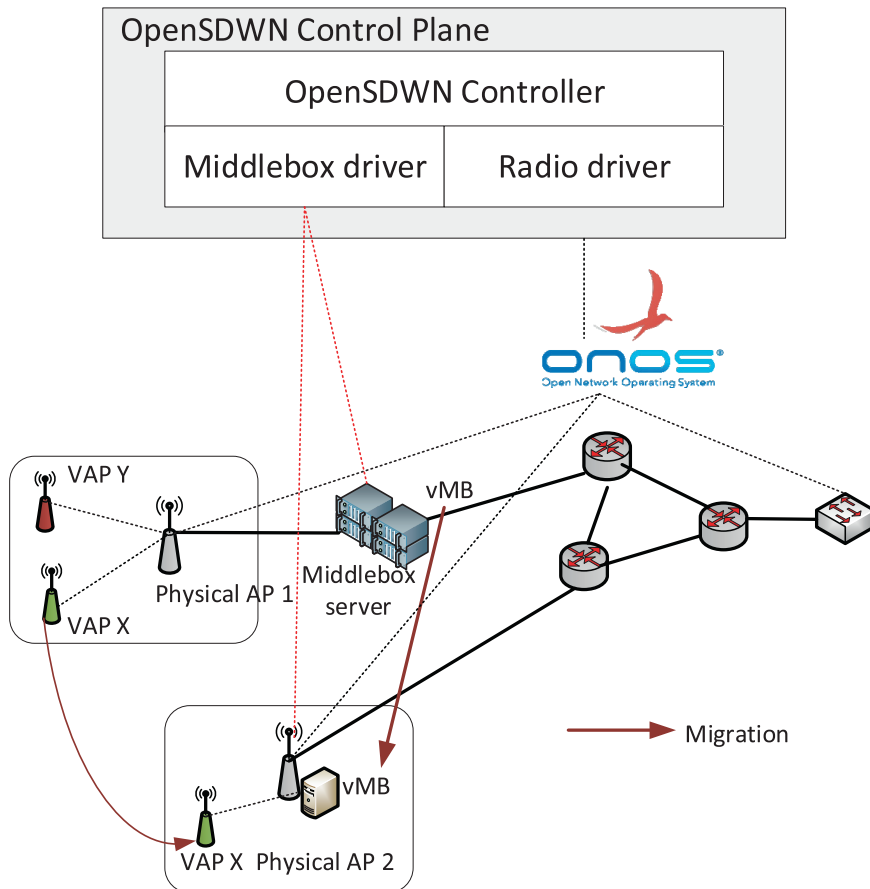 OpenSDWN Control Plane
OpenSDWN Controller
Middlebox driver
Radio driver
onos®
Open Network Operating System
VAP Y
vMB
Physical AP 1
Middlebox
server
VAP X
Migration
vMB
VAP X
Physical AP 2